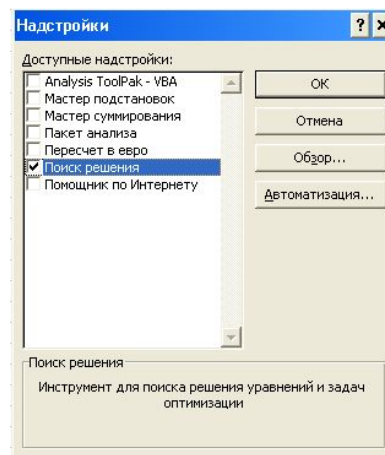 Надстройки
Доступные надстройки:
Analysis ToolPak - VBA
Мастер подстановок
Мастер суммирования
Пакет анализа
Пересчет в евро
Поиск решения
Помощник по Интернету
ОК
Отмена
Обзор...
Автоматизация...
Поиск решения
Инструмент для поиска решения уравнений и задач
оптимизации